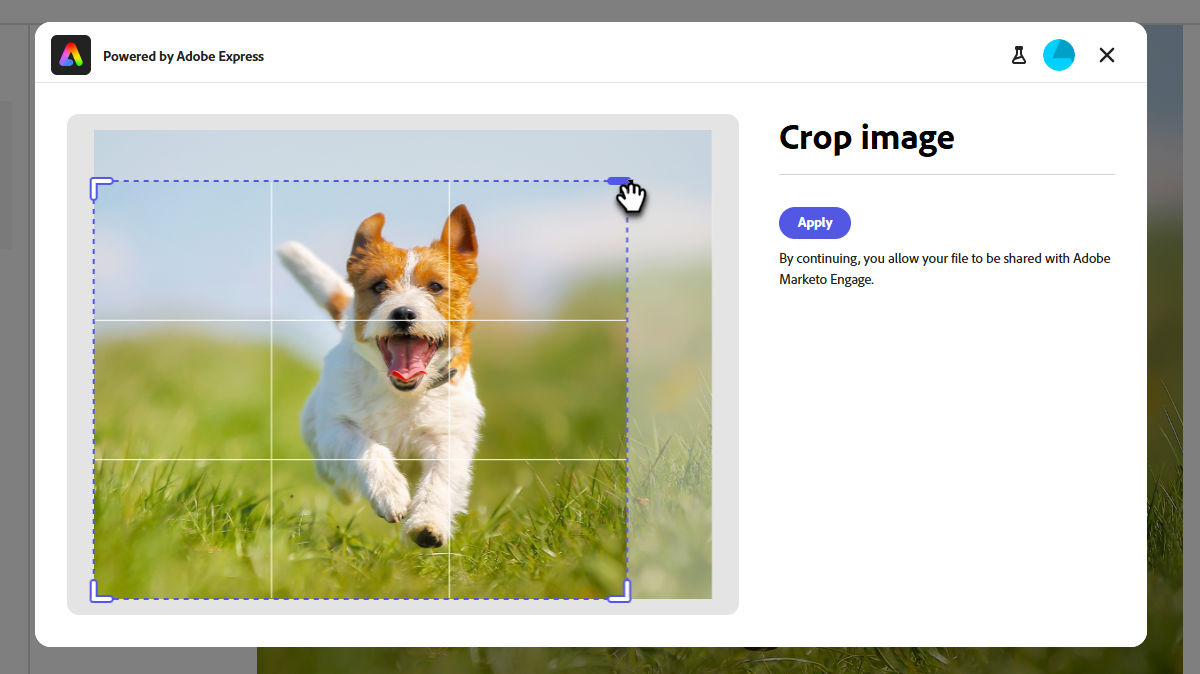 Powered by Adobe Express
Crop image
Apply
By continuing, you allow your file to be shared with Adobe
Marketo Engage.